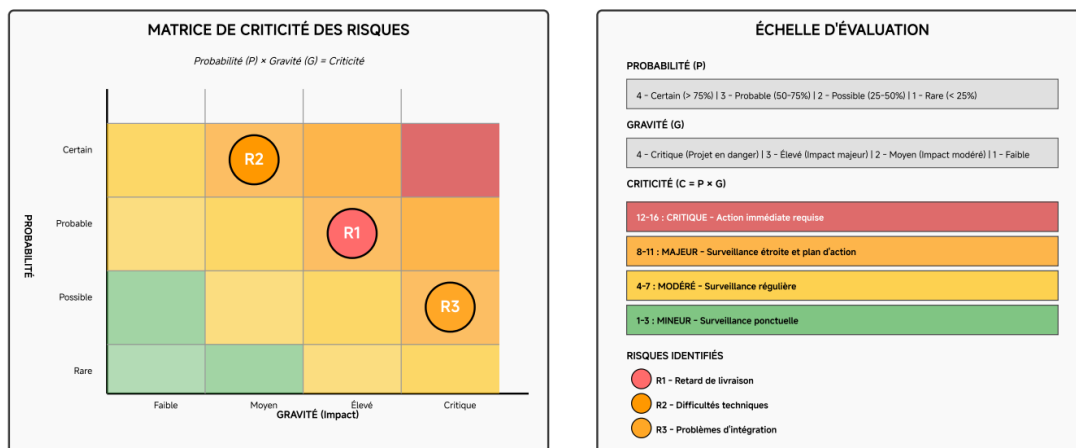 MATRICE DE CRITICITÉ DES RISQUES
Probabilité (P) × Gravité (G) = Criticité
PROBABILITÉ
Certain
Probable
Possible
Rare
R2
R1
R3
Faible
Moyen
Élevé
Critique
GRAVITÉ (Impact)
ÉCHELLE D'ÉVALUATION
PROBABILITÉ (P)
4 - Certain (> 75%) | 3 - Probable (50-75%) | 2 - Possible (25-50%) | 1 - Rare (< 25%)
GRAVITÉ (G)
4 - Critique (Projet en danger) | 3 - Élevé (Impact majeur) | 2 - Moyen (Impact modéré) | 1 - Faible
CRITICITÉ (C = P × G)
12-16 : CRITIQUE - Action immédiate requise
8-11 : MAJEUR - Surveillance étroite et plan d'action
4-7 : MODÉRÉ - Surveillance régulière
1-3 : MINEUR - Surveillance ponctuelle
RISQUES IDENTIFIÉS
R1 - Retard de livraison
R2 - Difficultés techniques
R3 - Problèmes d'intégration